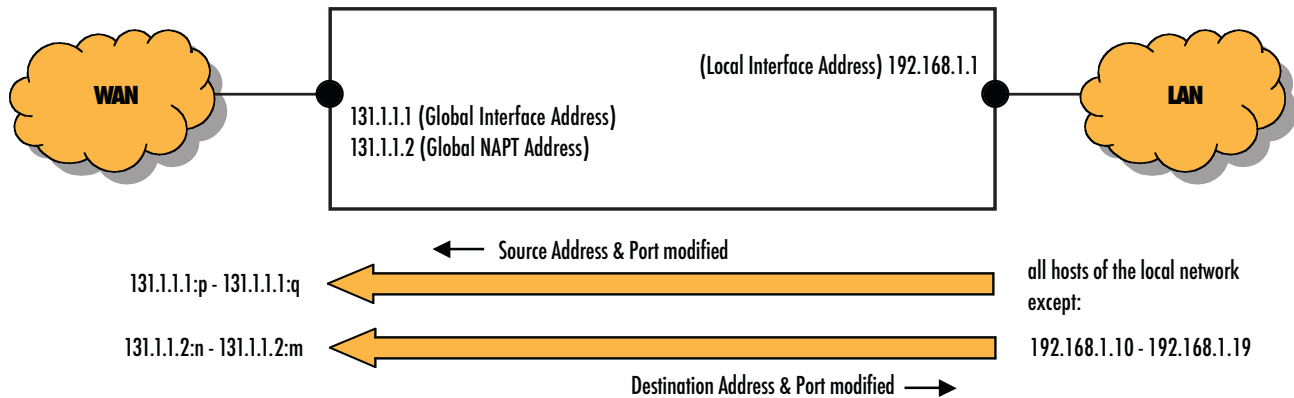 WAN
(Local Interface Address) 192.168.1.1
LAN
131.1.1.1 (Global Interface Address)
131.1.1.2 (Global NAPT Address)
Source Address & Port modified
131.1.1.1:p - 131.1.1.1:q
all hosts of the local network
except:
131.1.1.2:n - 131.1.1.2:m
192.168.1.10 - 192.168.1.19
Destination Address & Port modified